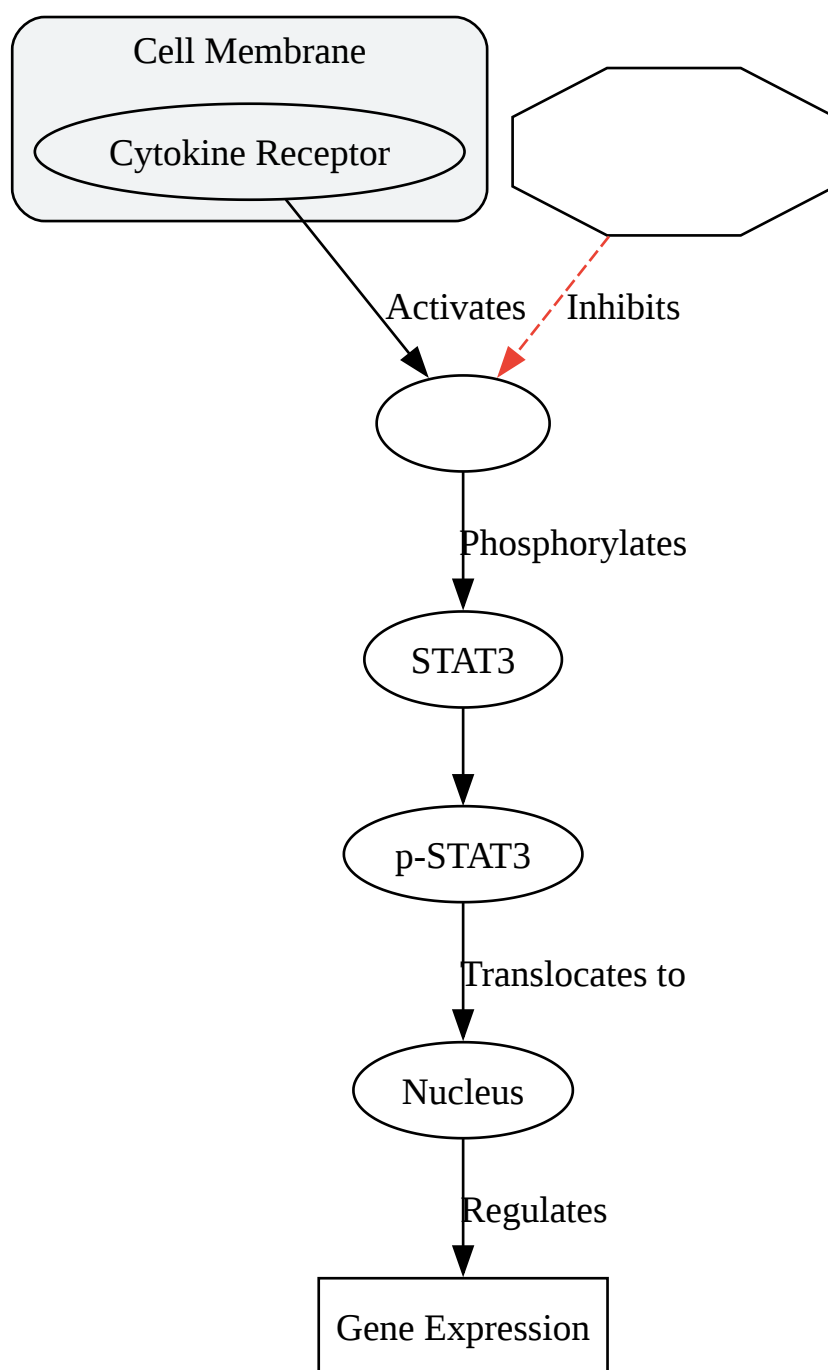 Cell Membrane
Cytokine Receptor
Activates
Inhibits
Phosphorylates
STAT3
p-STAT3
Translocates to
Nucleus
Regulates
Gene Expression